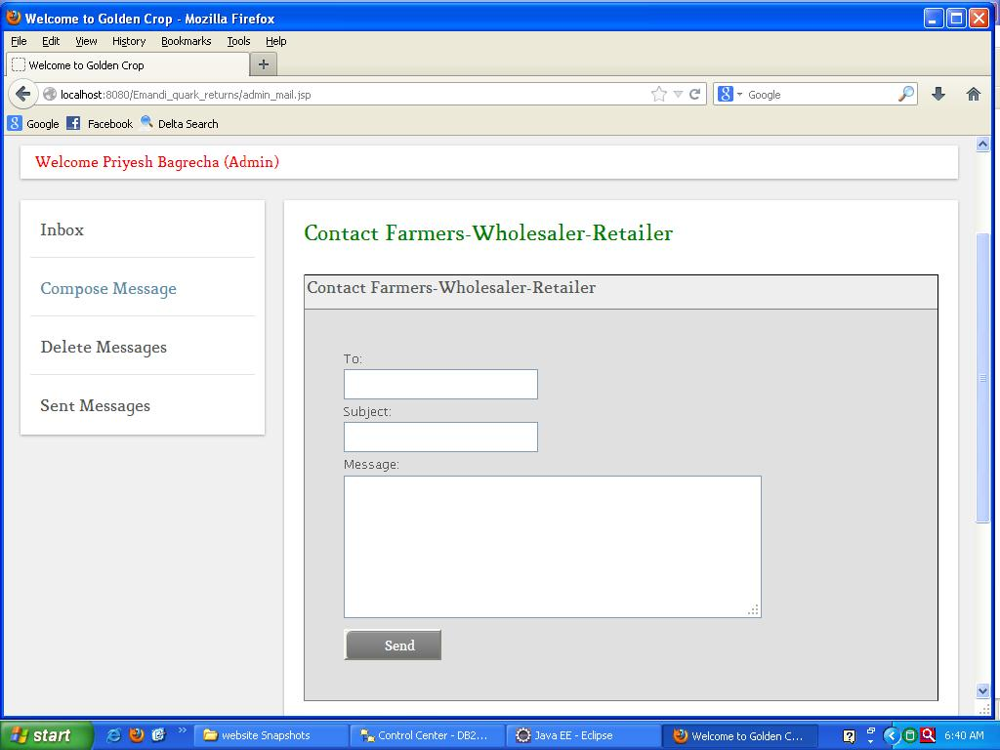 Welcome to Golden Crop - Mozilla Firefox
File Edit View History Bookmarks Tools Help
Welcome to Golden Crop
localhost:8080/Emandi_quark_returns/admin_mail.jsp
Google
Google Facebook Delta Search
Welcome Priyesh Bagrecha (Admin)
Inbox
Compose Message
Delete Messages
Sent Messages
Contact Farmers-Wholesaler-Retailer
Contact Farmers-Wholesaler-Retailer
To:
Subject:
Message:
Send
start
website Snapshots
Control Center - DB2...
Java EE - Eclipse
Welcome to Golden C...
6:40 AM